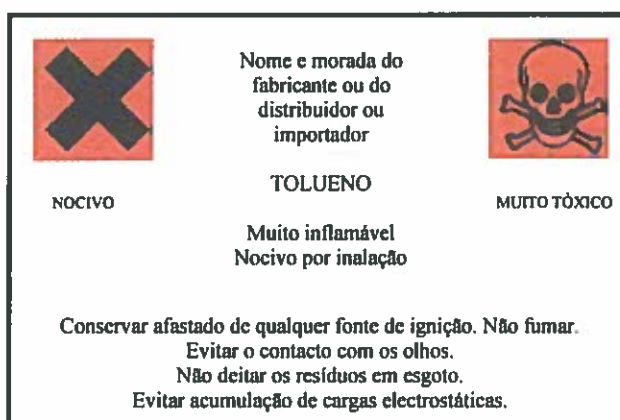 Nome e morada do
fabricante ou do
distribuidor ou
importador
TOLUENO
NOCIVO
MUITO TÓXICO
Muito inflamável
Nocivo por inalação
Conservar afastado de qualquer fonte de ignição. Não fumar.
Evitar o contacto com os olhos.
Não deitar os resíduos em esgoto.
Evitar acumulação de cargas electrostáticas.